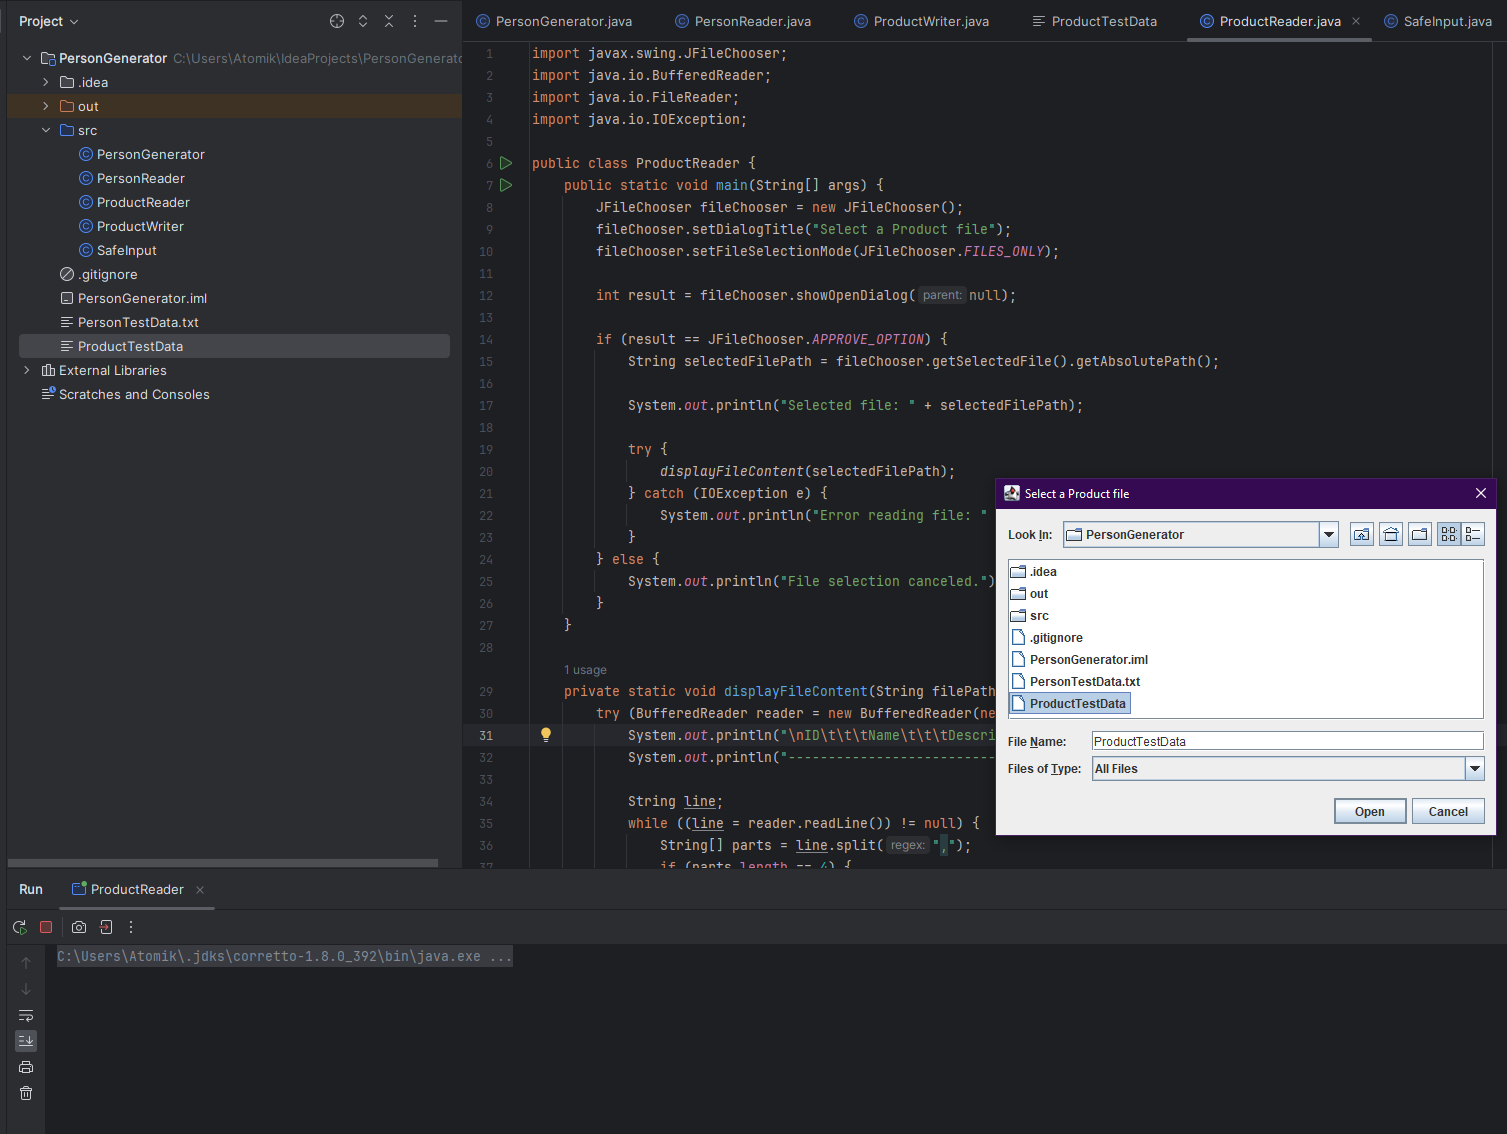 Project
PersonGenerator C:\Users\Atomik\IdeaProjects\PersonGenerato
.idea
out
src
PersonGenerator
PersonReader
ProductReader
ProductWriter
SafeInput
.gitignore
PersonGenerator.iml
PersonTestData.txt
ProductTestData
External Libraries
Scratches and Consoles
PersonGenerator.java PersonReader.java ProductWriter.java ProductTestData ProductReader.java SafeInput.java
1 import javax.swing.JFileChooser;
2 import java.io.BufferedReader;
3 import java.io.FileReader;
4 import java.io.IOException;
5
6 public class ProductReader {
7 public static void main(String[] args) {
8 JFileChooser fileChooser = new JFileChooser();
9 fileChooser.setDialogTitle("Select a Product file");
10 fileChooser.setFileSelectionMode(JFileChooser.FILES_ONLY);
11
12 int result = fileChooser.showOpenDialog( parent: null);
13
14 if (result == JFileChooser.APPROVE_OPTION) {
15 String selectedFilePath = fileChooser.getSelectedFile().getAbsolutePath();
16
17 System.out.println("Selected file: " + selectedFilePath);
18
19 try {
20 displayFileContent(selectedFilePath);
21 } catch (IOException e) {
22 System.out.println("Error reading file: "
23 }
24 } else {
25 System.out.println("File selection canceled.")
26 }
27 }
28
1 usage
29 private static void displayFileContent(String filePath
30 try (BufferedReader reader = new BufferedReader(ne
31 System.out.println("\nID\t\t\tName\t\t\tDescri
32 System.out.println("--------------------------
33
34 String line;
35 while ((line = reader.readLine()) != null) {
36 String[] parts = line.split( regex: ",");
37 if (parts.length == 4) {
Select a Product file
Look In: PersonGenerator
.idea
out
src
.gitignore
PersonGenerator.iml
PersonTestData.txt
ProductTestData
File Name: ProductTestData
Files of Type: All Files
Open Cancel
Run ProductReader
C:\Users\Atomik\.jdks\corretto-1.8.0_392\bin\java.exe ...